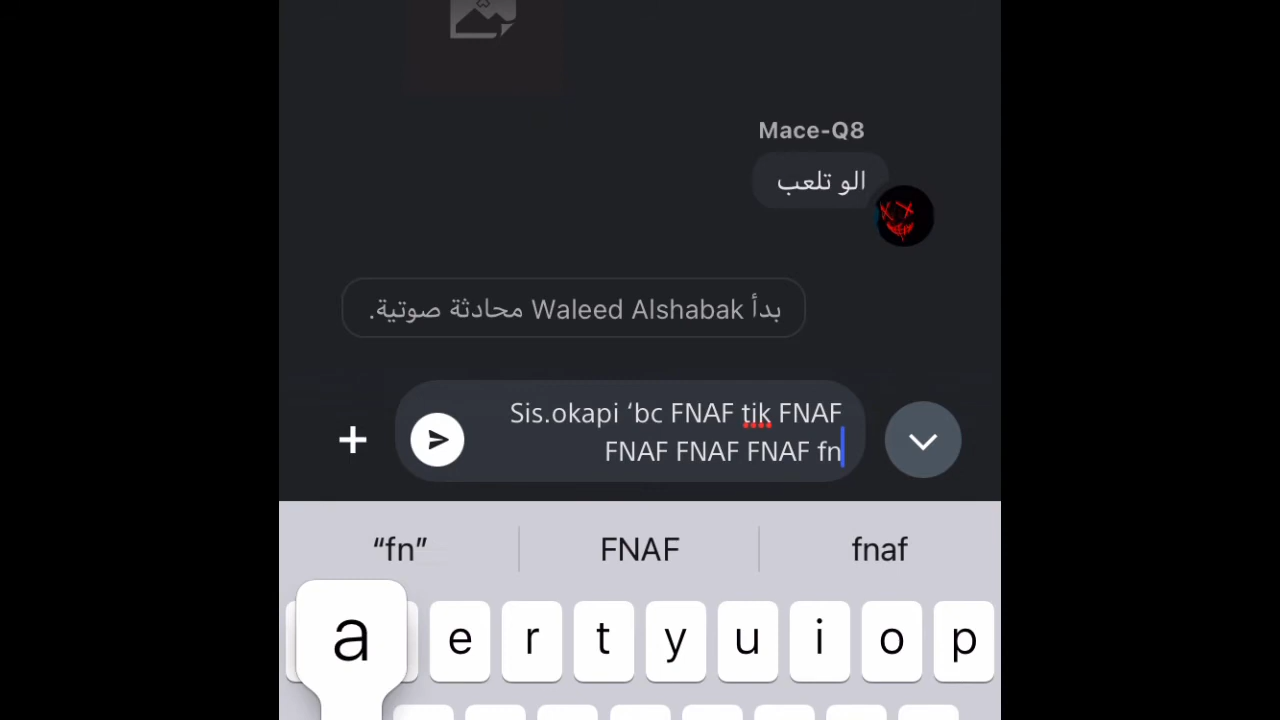 Mace-Q8
الو تلعب
بدأ Waleed Alshabak محادثة صوتية.
Sis.okapi ‘bc FNAF tik FNAF
FNAF FNAF FNAF fn
“fn” FNAF fnaf
a e r t y u i o p